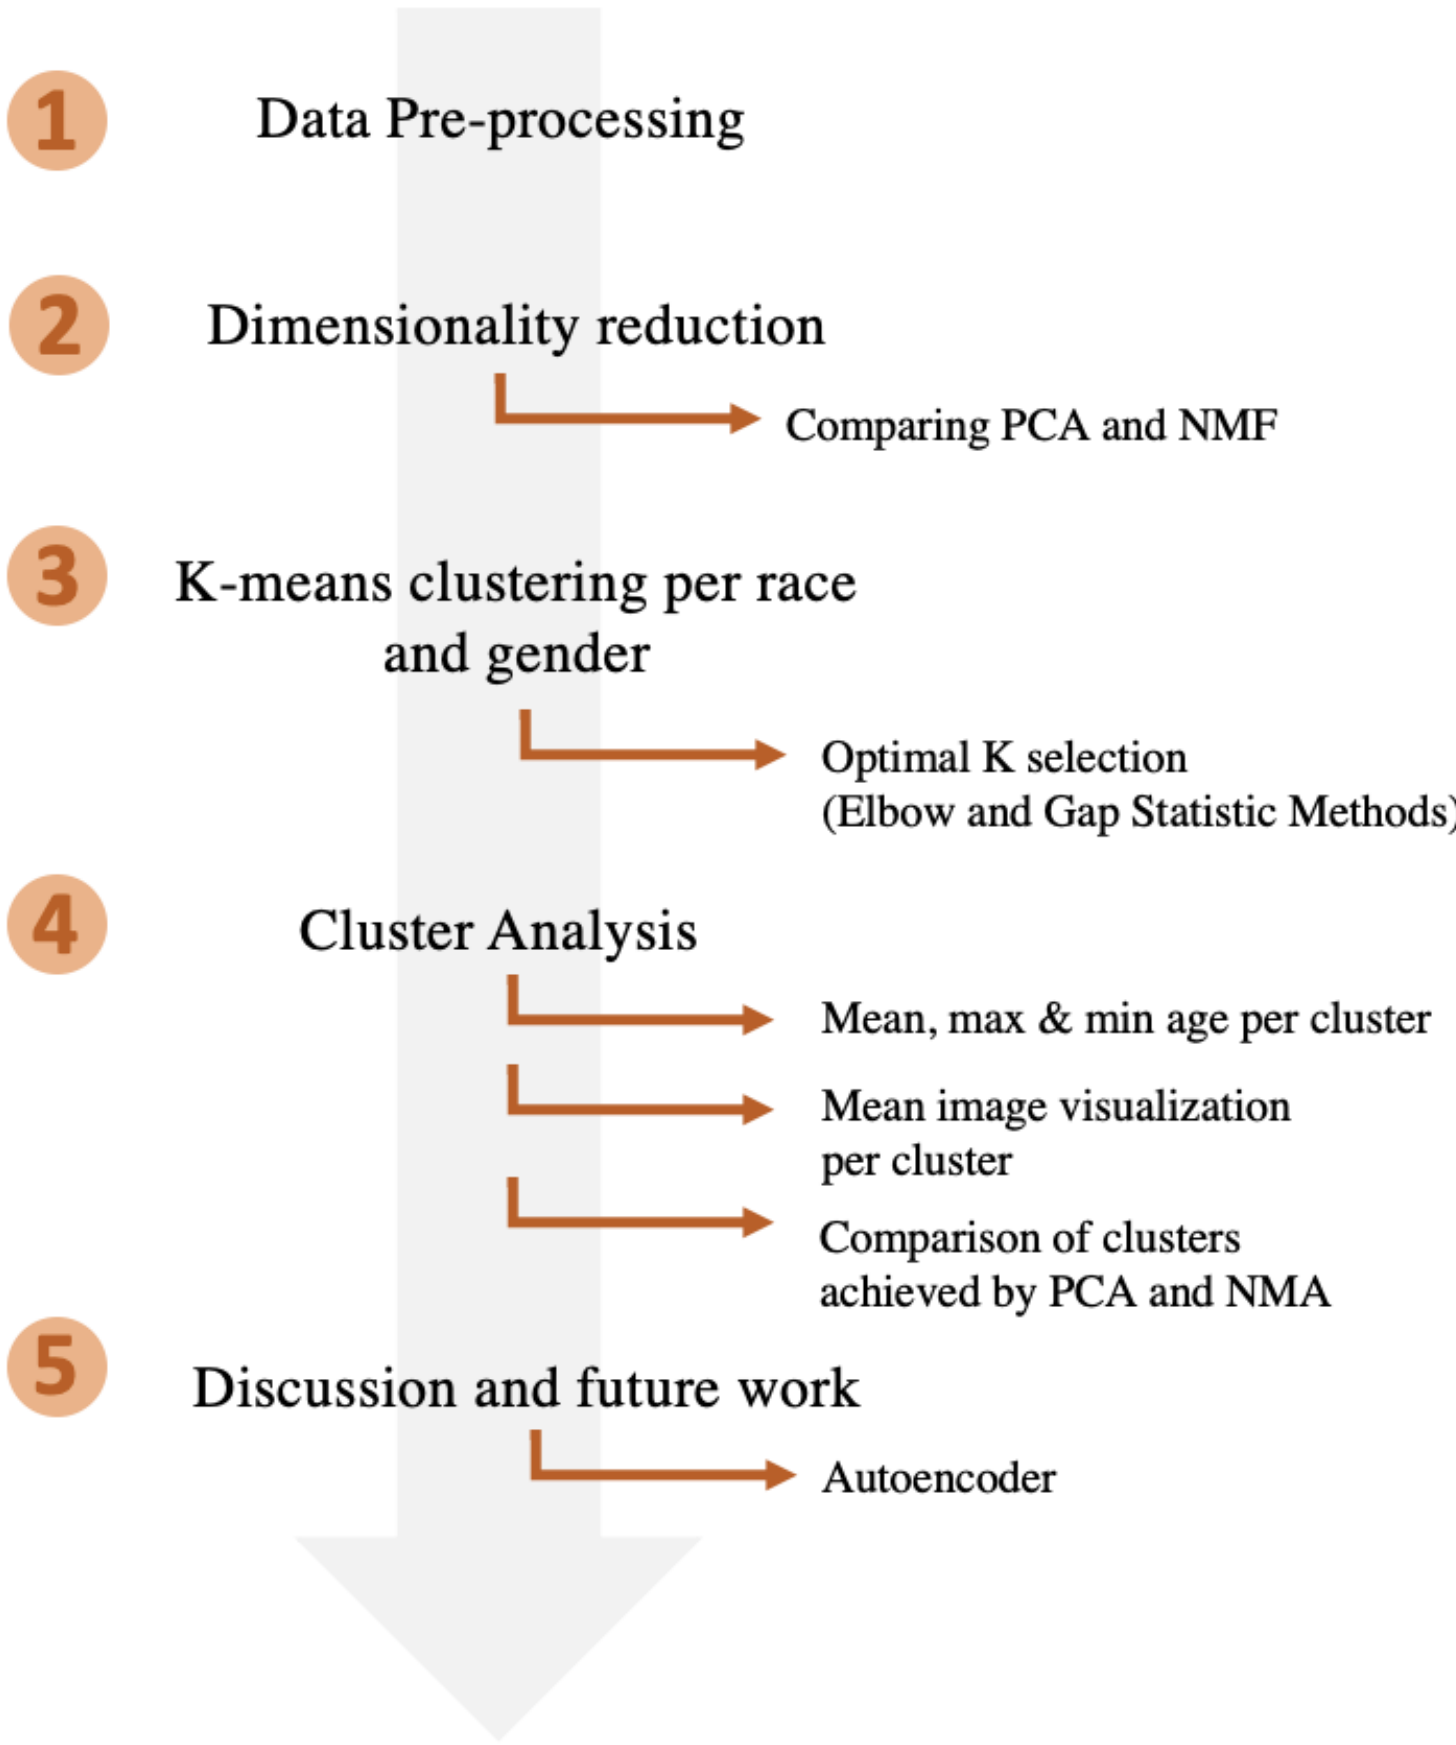 1
Data Pre-processing
2
Dimensionality reduction
Comparing PCA and NMF
3
K-means clustering per race
and gender
Optimal K selection
(Elbow and Gap Statistic Methods)
4
Cluster Analysis
Mean, max & min age per cluster
Mean image visualization
per cluster
Comparison of clusters
achieved by PCA and NMA
5
Discussion and future work
Autoencoder